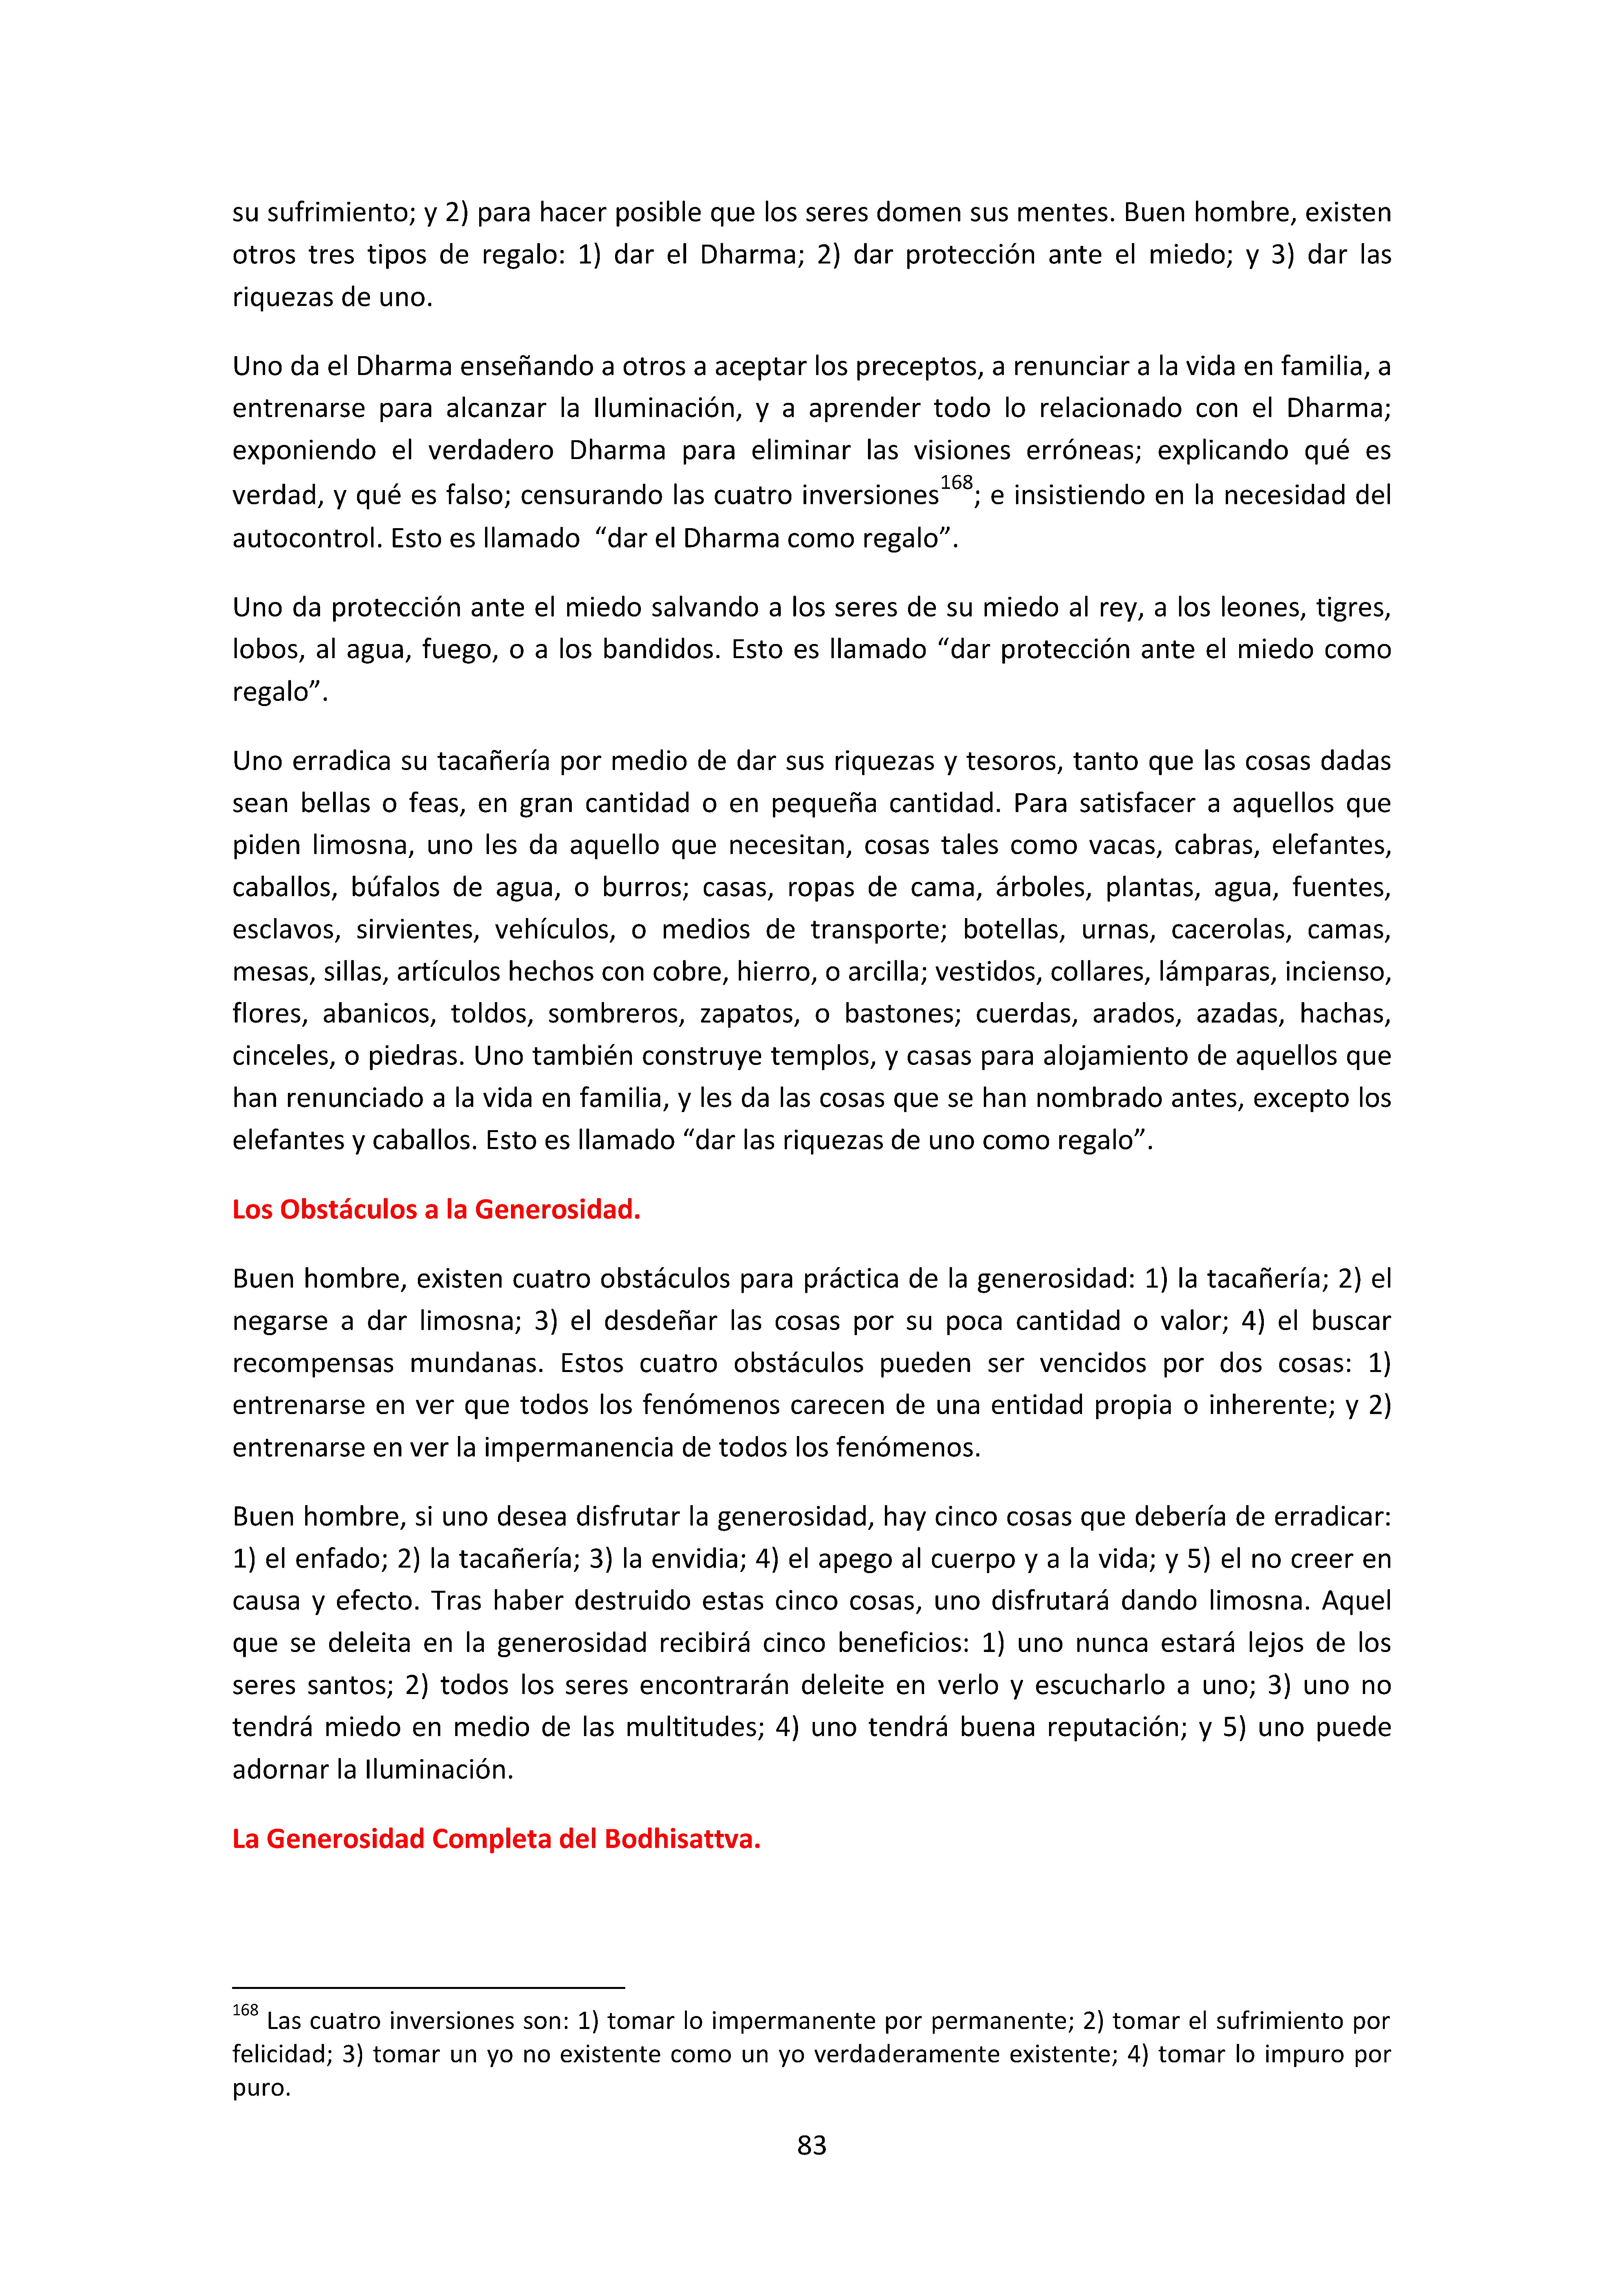 su sufrimiento; y 2) para hacer posible que los seres domen sus mentes. Buen hombre, existen
otros tres tipos de regalo: 1) dar el Dharma; 2) dar protección ante el miedo; y 3) dar las
riquezas de uno.
Uno da el Dharma enseñando a otros a aceptar los preceptos, a renunciar a la vida en familia, a
entrenarse para alcanzar la Iluminación, y a aprender todo lo relacionado con el Dharma;
exponiendo el verdadero Dharma para eliminar las visiones erróneas; explicando qué es
verdad, y qué es falso; censurando las cuatro inversiones168; e insistiendo en la necesidad del
autocontrol. Esto es llamado “dar el Dharma como regalo”.
Uno da protección ante el miedo salvando a los seres de su miedo al rey, a los leones, tigres,
lobos, al agua, fuego, o a los bandidos. Esto es llamado “dar protección ante el miedo como
regalo”.
Uno erradica su tacañería por medio de dar sus riquezas y tesoros, tanto que las cosas dadas
sean bellas o feas, en gran cantidad o en pequeña cantidad. Para satisfacer a aquellos que
piden limosna, uno les da aquello que necesitan, cosas tales como vacas, cabras, elefantes,
caballos, búfalos de agua, o burros; casas, ropas de cama, árboles, plantas, agua, fuentes,
esclavos, sirvientes, vehículos, o medios de transporte; botellas, urnas, cacerolas, camas,
mesas, sillas, artículos hechos con cobre, hierro, o arcilla; vestidos, collares, lámparas, incienso,
flores, abanicos, toldos, sombreros, zapatos, o bastones; cuerdas, arados, azadas, hachas,
cinceles, o piedras. Uno también construye templos, y casas para alojamiento de aquellos que
han renunciado a la vida en familia, y les da las cosas que se han nombrado antes, excepto los
elefantes y caballos. Esto es llamado “dar las riquezas de uno como regalo”.
Los Obstáculos a la Generosidad.
Buen hombre, existen cuatro obstáculos para práctica de la generosidad: 1) la tacañería; 2) el
negarse a dar limosna; 3) el desdeñar las cosas por su poca cantidad o valor; 4) el buscar
recompensas mundanas. Estos cuatro obstáculos pueden ser vencidos por dos cosas: 1)
entrenarse en ver que todos los fenómenos carecen de una entidad propia o inherente; y 2)
entrenarse en ver la impermanencia de todos los fenómenos.
Buen hombre, si uno desea disfrutar la generosidad, hay cinco cosas que debería de erradicar:
1) el enfado; 2) la tacañería; 3) la envidia; 4) el apego al cuerpo y a la vida; y 5) el no creer en
causa y efecto. Tras haber destruido estas cinco cosas, uno disfrutará dando limosna. Aquel
que se deleita en la generosidad recibirá cinco beneficios: 1) uno nunca estará lejos de los
seres santos; 2) todos los seres encontrarán deleite en verlo y escucharlo a uno; 3) uno no
tendrá miedo en medio de las multitudes; 4) uno tendrá buena reputación; y 5) uno puede
adornar la Iluminación.
La Generosidad Completa del Bodhisattva.
168 Las cuatro inversiones son: 1) tomar lo impermanente por permanente; 2) tomar el sufrimiento por
felicidad; 3) tomar un yo no existente como un yo verdaderamente existente; 4) tomar lo impuro por
puro.
83